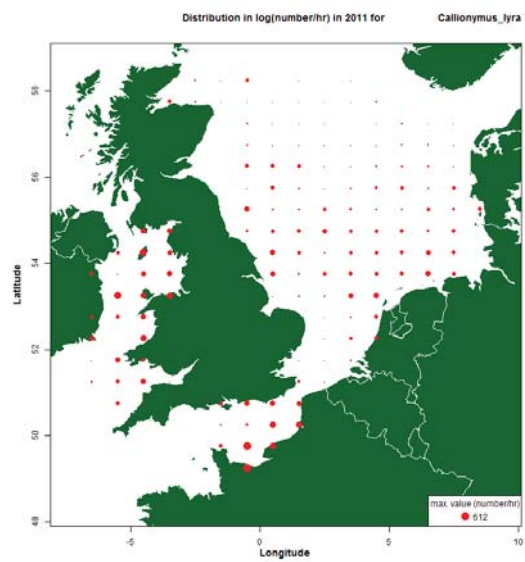 Distribution in log(number/hr) in 2011 for Callionymus_lyra
58
56
54
52
50
48
Latitude
-5 0 5 10
Longitude
max value (number/hr)
612